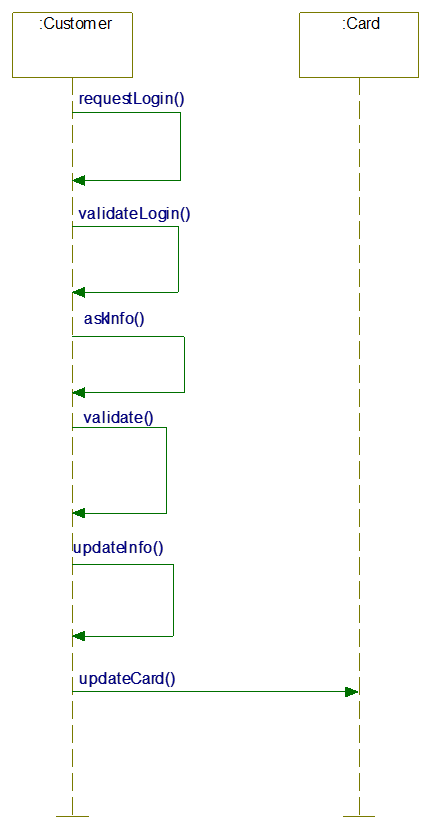 :Customer
:Card
requestLogin()
validateLogin()
askInfo()
validate()
updateInfo()
updateCard()